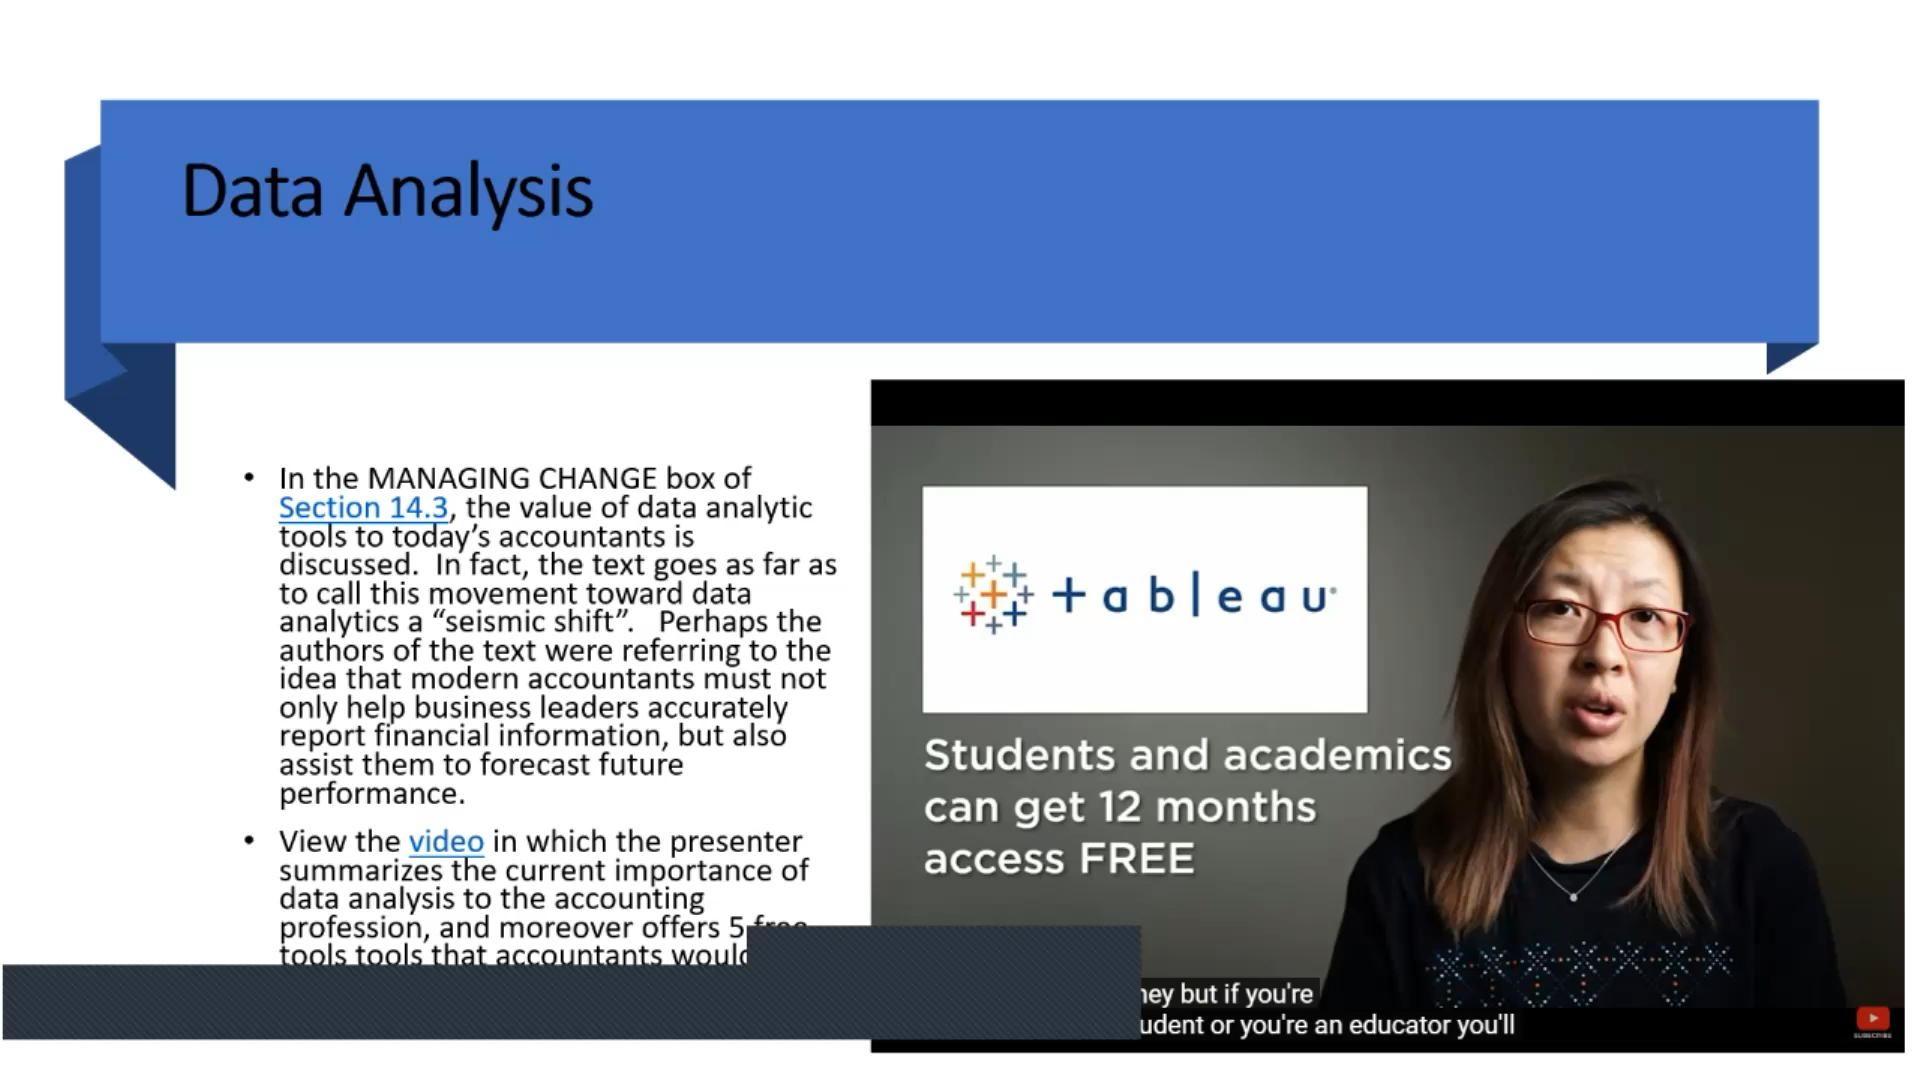 Data Analysis
• In the MANAGING CHANGE box of
Section 14.3, the value of data analytic
tools to today’s accountants is
discussed.  In fact, the text goes as far as
to call this movement toward data
analytics a “seismic shift”.   Perhaps the
authors of the text were referring to the
idea that modern accountants must not
only help business leaders accurately
report financial information, but also
assist them to forecast future
performance.
• View the video in which the presenter
summarizes the current importance of
data analysis to the accounting
profession, and moreover offers 5 free
tools tools that accountants
+ableau
Students and academics
can get 12 months
access FREE
but if you're
or you're an educator you'll
SUBSCRIBE